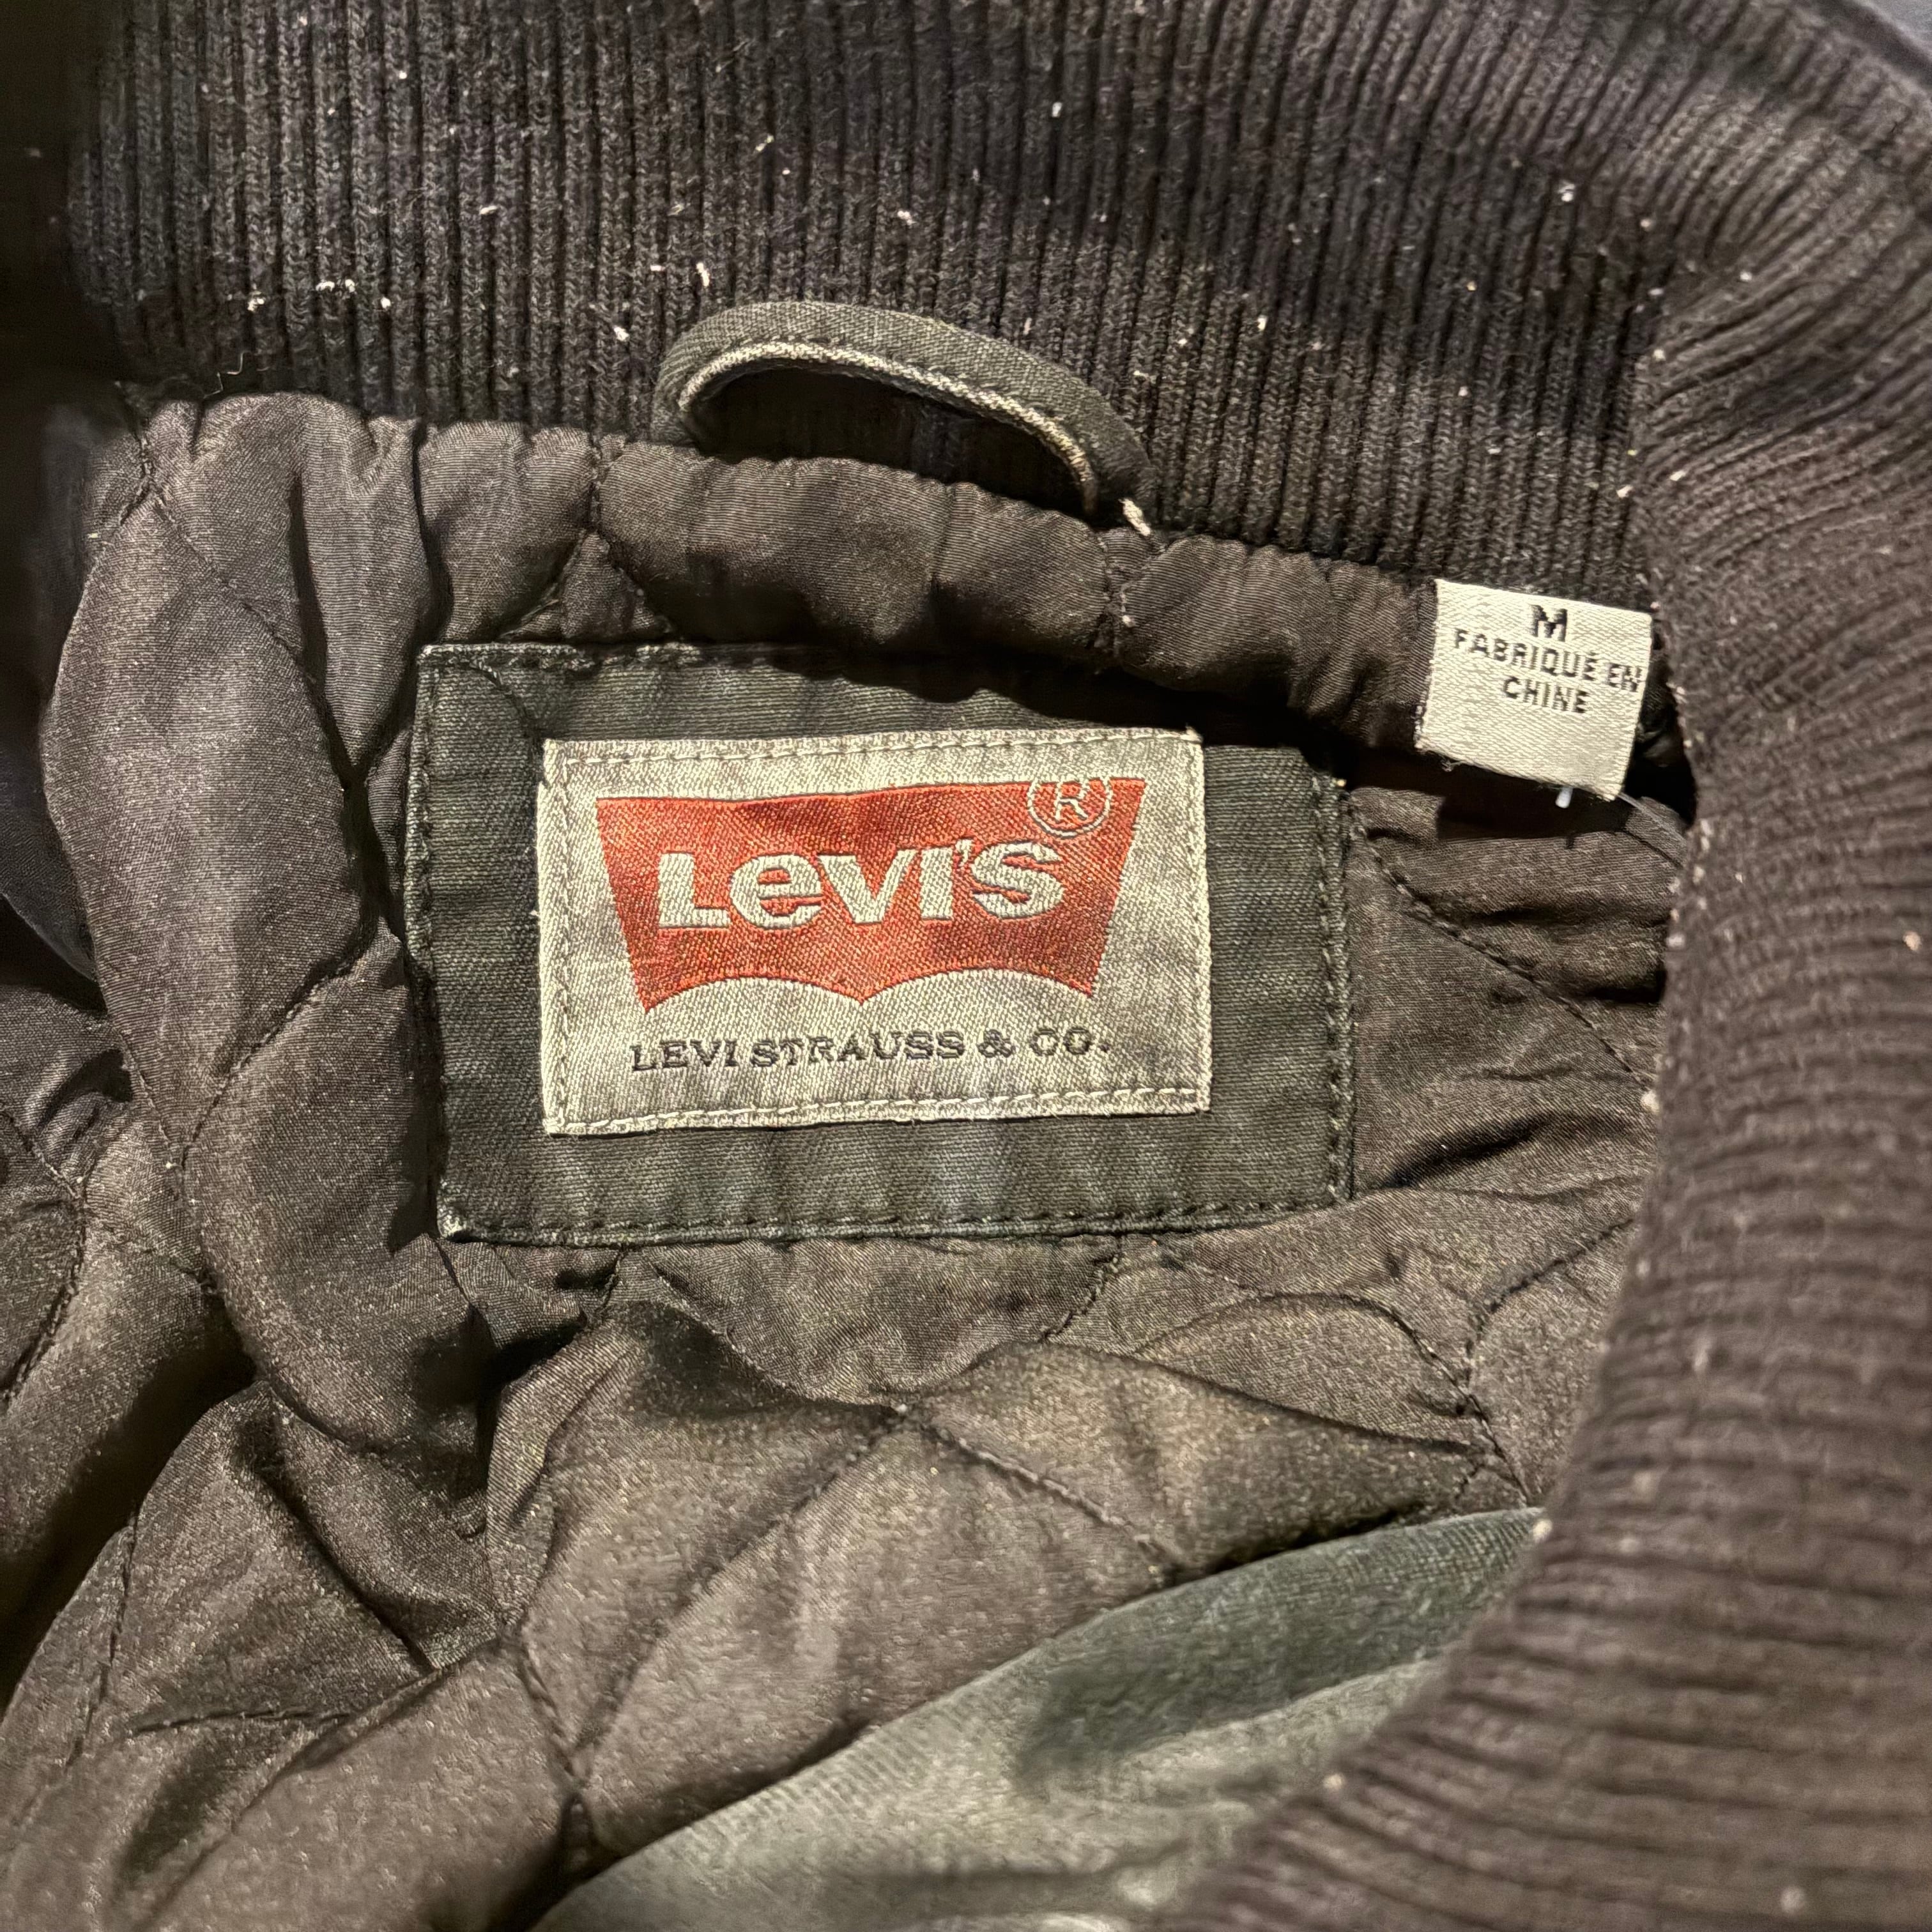 M
FABRIQUÉ EN
CHINE
LEVI'S®
LEVI STRAUSS & CO.